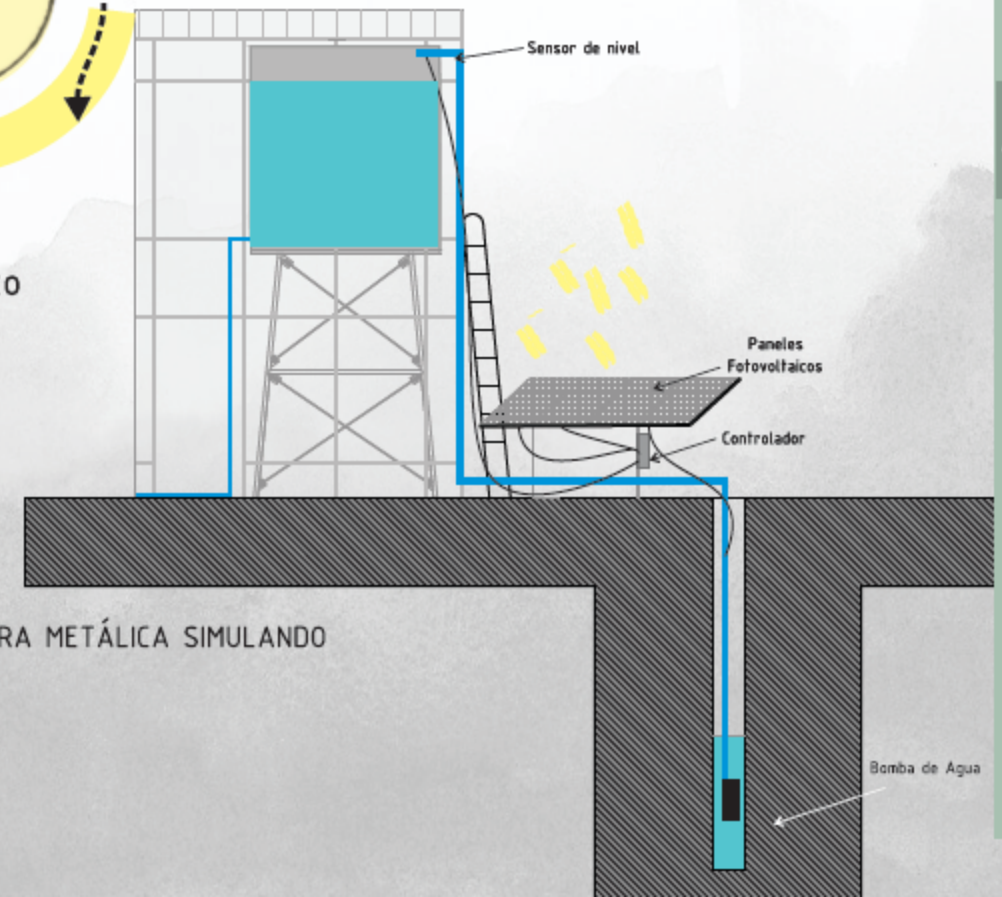 Sensor de nivel
O
Paneles
Fotovoltaicos
Controlador
RA METÁLICA SIMULANDO
Bomba de Agua